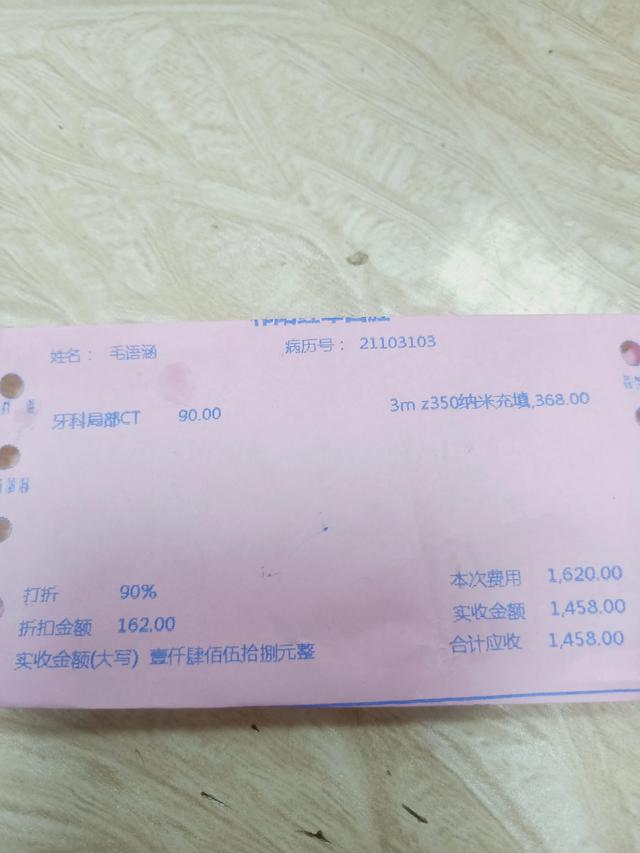 姓名： 毛语涵 病历号： 21103103
牙科局部CT 90.00 3m z350纳米充填,368.00
打折 90% 本次费用 1,620.00
折扣金额 162.00 实收金额 1,458.00
实收金额(大写) 壹仟肆佰伍拾捌元整 合计应收 1,458.00